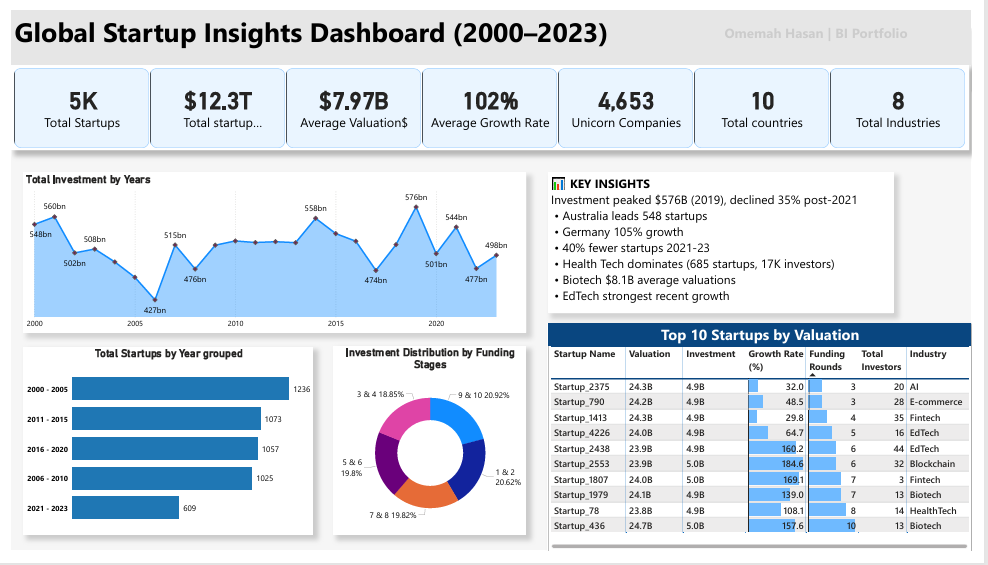 Global Startup Insights Dashboard (2000–2023)
Omemah Hasan | BI Portfolio
5K
Total Startups
$12.3T
Total startup...
$7.97B
Average Valuation$
102%
Average Growth Rate
4,653
Unicorn Companies
10
Total countries
8
Total Industries
Total Investment by Years
548bn
560bn
502bn
508bn
427bn
515bn
476bn
558bn
474bn
576bn
501bn
544bn
477bn
498bn
2000
2005
2010
2015
2020
KEY INSIGHTS
Investment peaked $576B (2019), declined 35% post-2021
• Australia leads 548 startups
• Germany 105% growth
• 40% fewer startups 2021-23
• Health Tech dominates (685 startups, 17K investors)
• Biotech $8.1B average valuations
• EdTech strongest recent growth
Total Startups by Year grouped
2000 - 2005 1236
2011 - 2015 1073
2016 - 2020 1057
2006 - 2010 1025
2021 - 2023 609
Investment Distribution by Funding
Stages
3 & 4 18.85%
9 & 10 20.92%
5 & 6
19.8%
1 & 2
20.62%
7 & 8 19.82%
Top 10 Startups by Valuation
Startup Name Valuation Investment Growth Rate (%) Funding Rounds Total Investors Industry
Startup_2375 24.3B 4.9B 32.0 3 20 AI
Startup_790 24.2B 4.9B 48.5 3 28 E-commerce
Startup_1413 24.3B 4.9B 29.8 4 35 Fintech
Startup_4226 24.0B 4.9B 64.7 5 16 EdTech
Startup_2438 23.9B 4.9B 160.2 6 44 EdTech
Startup_2553 23.9B 5.0B 184.6 6 32 Blockchain
Startup_1807 24.0B 5.0B 169.1 7 3 Fintech
Startup_1979 24.1B 4.9B 139.0 7 13 Biotech
Startup_78 23.8B 4.9B 108.1 8 14 HealthTech
Startup_436 24.7B 5.0B 157.6 10 13 Biotech